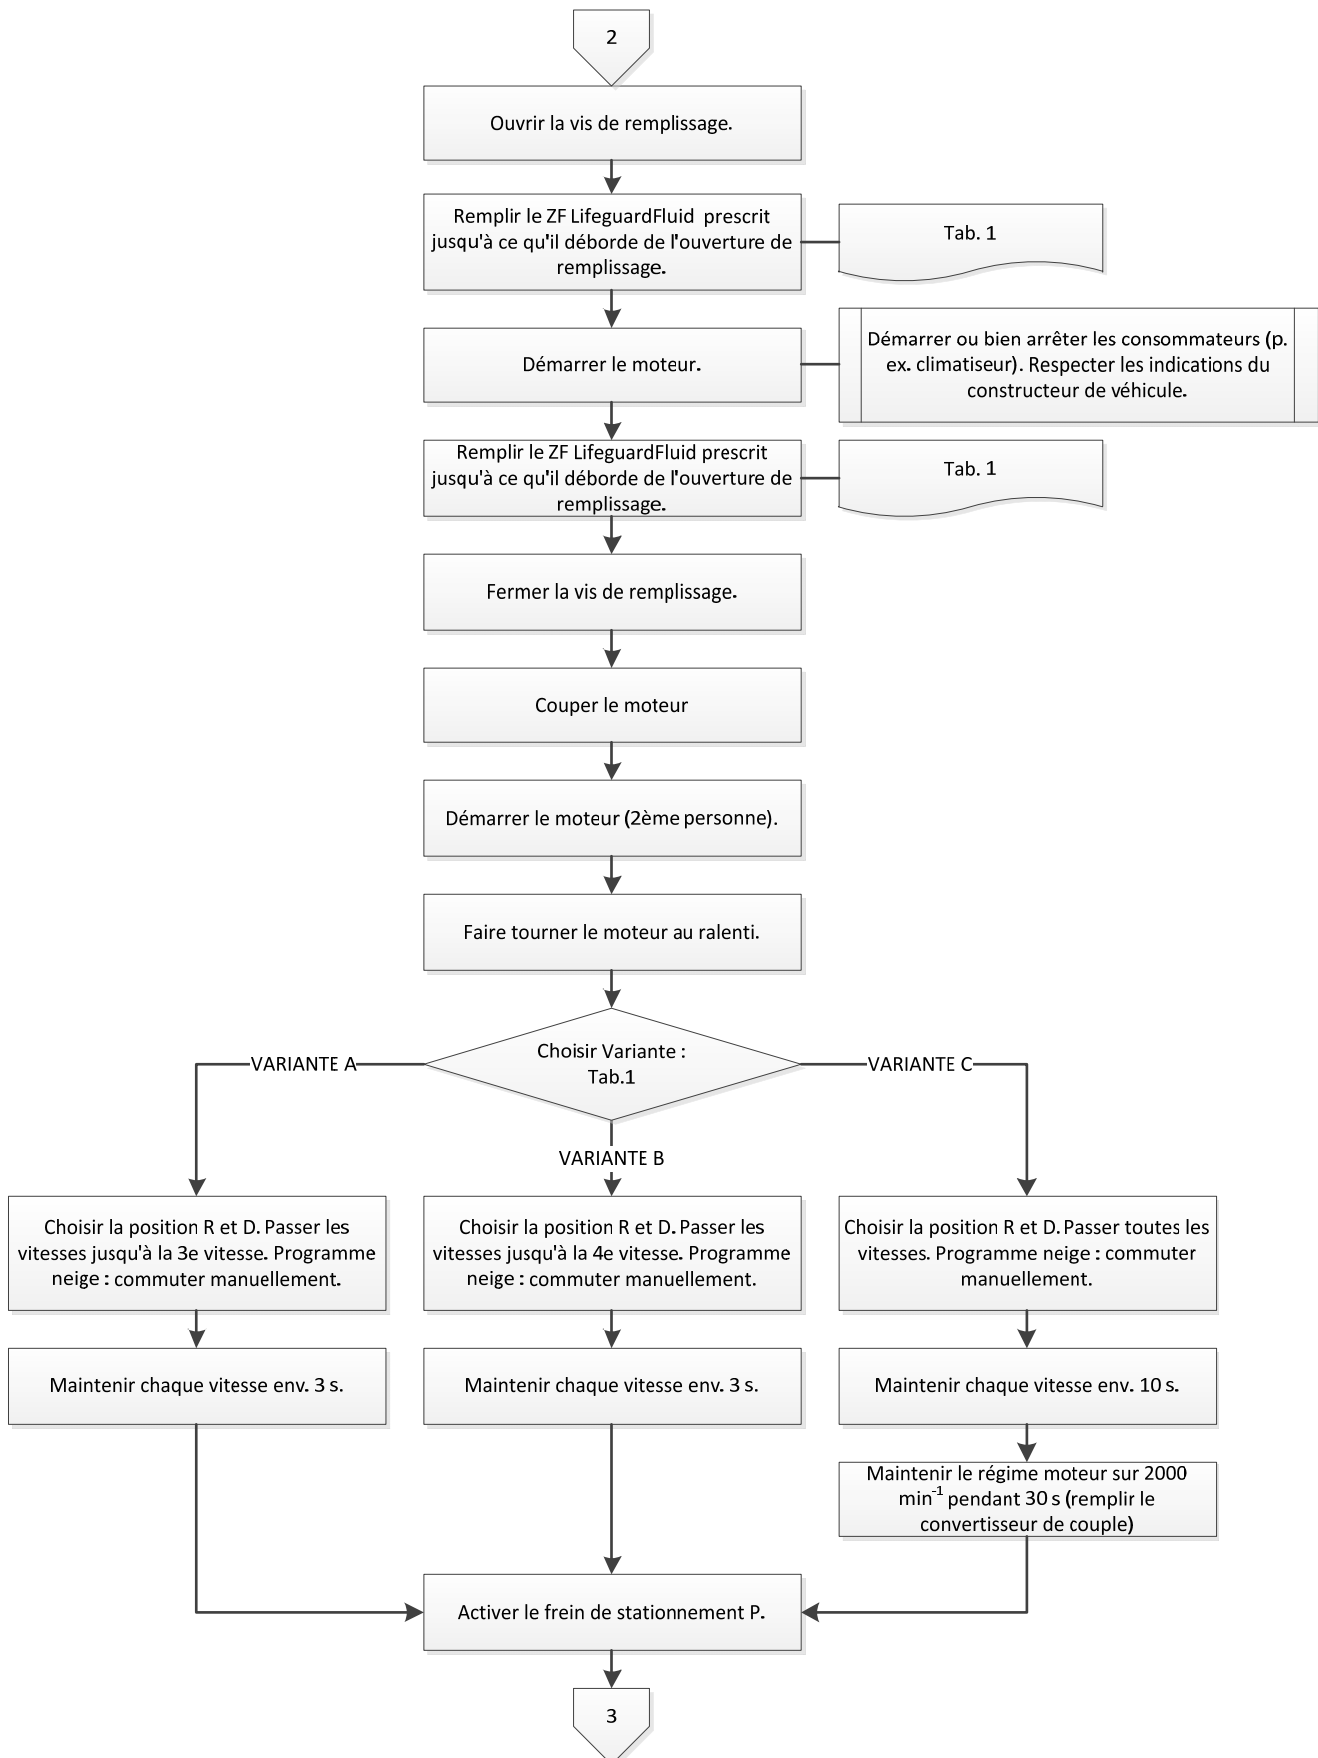 2
Ouvrir la vis de remplissage.
Remplir le ZF LifeguardFluid prescrit
jusqu'à ce qu'il déborde de l'ouverture de
remplissage.
Tab. 1
Démarrer le moteur.
Démarrer ou bien arrêter les consommateurs (p.
ex. climatiseur). Respecter les indications du
constructeur de véhicule.
Remplir le ZF LifeguardFluid prescrit
jusqu'à ce qu'il déborde de l'ouverture de
remplissage.
Tab. 1
Fermer la vis de remplissage.
Couper le moteur
Démarrer le moteur (2ème personne).
Faire tourner le moteur au ralenti.
Choisir Variante :
Tab.1
VARIANTE A
VARIANTE B
VARIANTE C
Choisir la position R et D. Passer les
vitesses jusqu'à la 3e vitesse. Programme
neige : commuter manuellement.
Choisir la position R et D. Passer les
vitesses jusqu'à la 4e vitesse. Programme
neige : commuter manuellement.
Choisir la position R et D. Passer toutes les
vitesses. Programme neige : commuter
manuellement.
Maintenir chaque vitesse env. 3 s.
Maintenir chaque vitesse env. 3 s.
Maintenir chaque vitesse env. 10 s.
Maintenir le régime moteur sur 2000
min⁻¹ pendant 30 s (remplir le
convertisseur de couple)
Activer le frein de stationnement P.
3